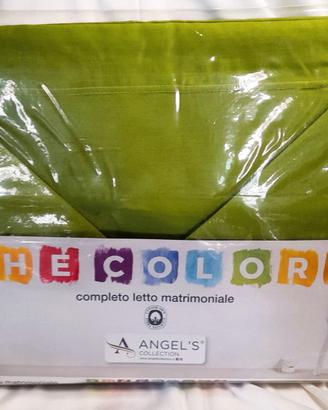 HE COLOR
completo letto matrimoniale
A ANGEL'S®
COLLECTION